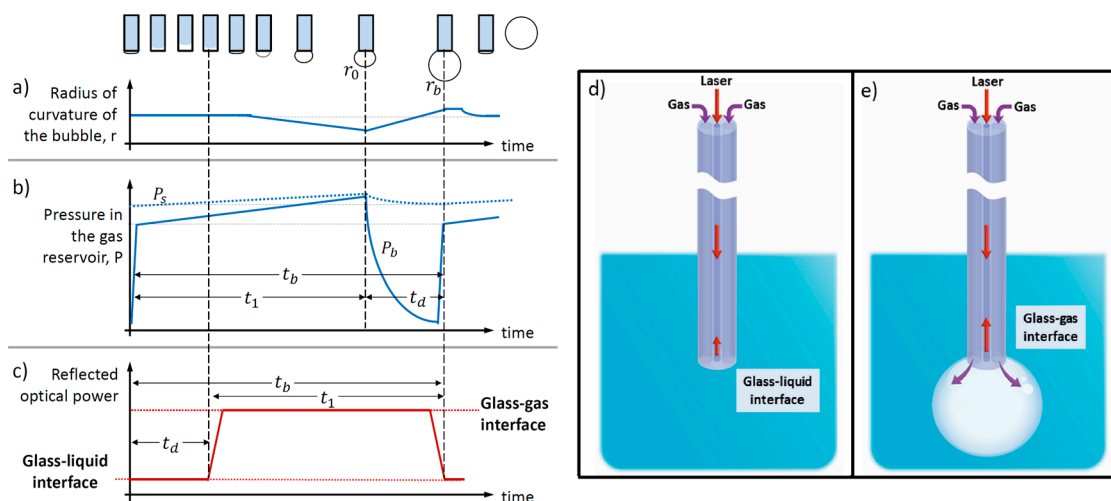 a)
Radius of
curvature of
the bubble, r
r₀
r_b
time
b)
Pressure in
the gas
reservoir, P
P_s
P_b
t_b
t₁
t_d
time
c)
Reflected
optical power
t_b
t₁
Glass-gas
interface
t_d
Glass-liquid
interface
time
d)
Laser
Gas
Gas
Glass-liquid
interface
e)
Laser
Gas
Gas
Glass-gas
interface